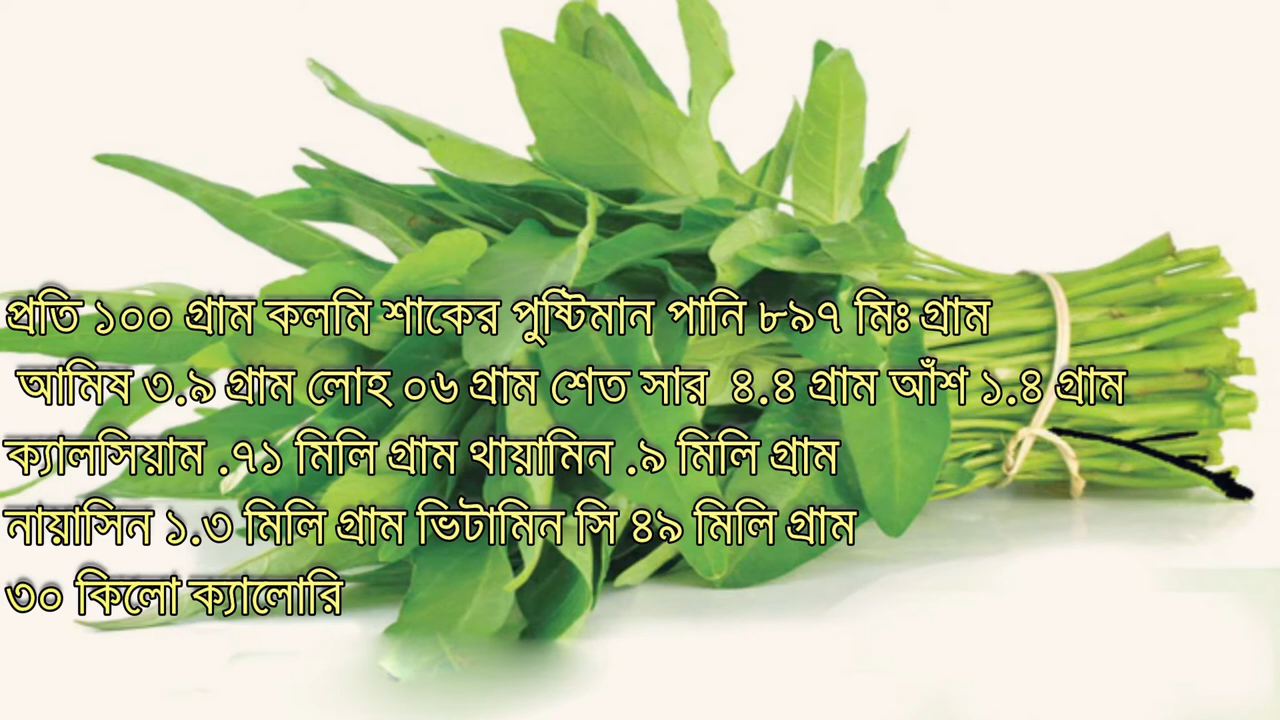 প্রতি ১০০ গ্রাম কলমি শাকের পুষ্টিমান পানি ৮৯৭ মিঃ গ্রাম
আমিষ ৩.৯ গ্রাম লোহ ০৬ গ্রাম শেত সার ৪.৪ গ্রাম আঁশ ১.৪ গ্রাম
ক্যালসিয়াম .৭১ মিলি গ্রাম থায়ামিন .৯ মিলি গ্রাম
নায়াসিন ১.৩ মিলি গ্রাম ভিটামিন সি ৪৯ মিলি গ্রাম
৩০ কিলো ক্যালোরি